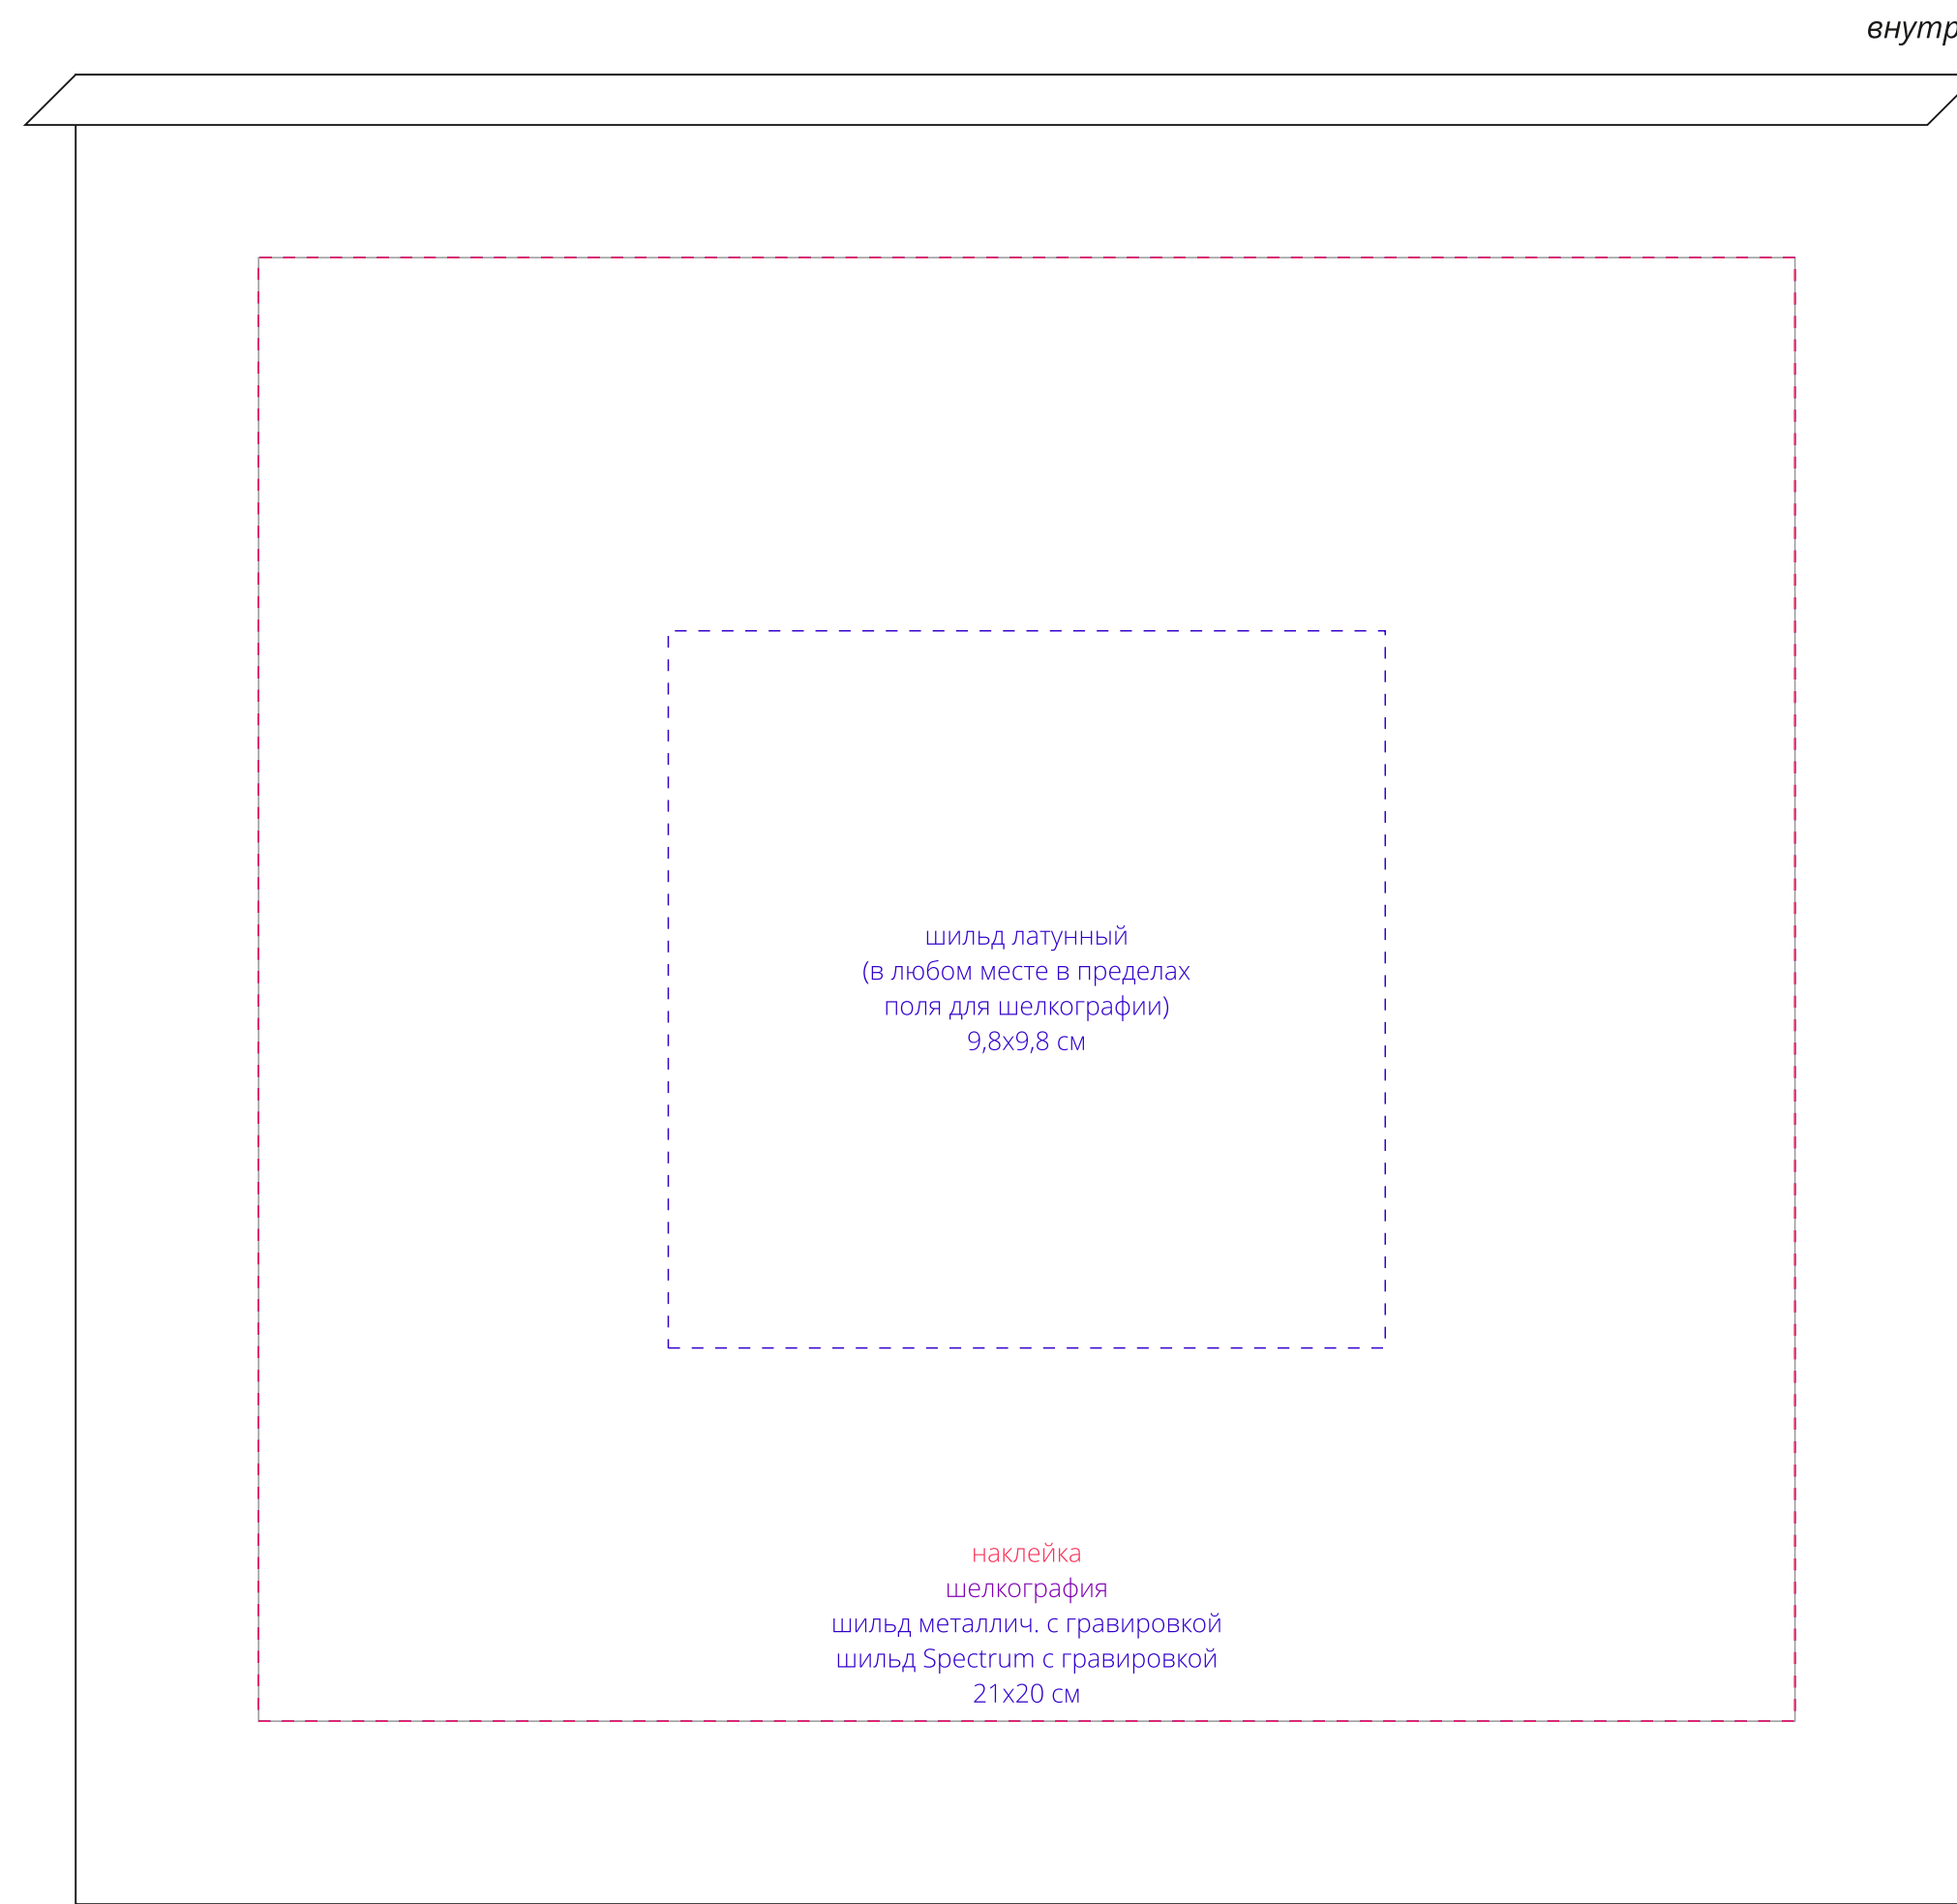 шильд латунный
(в любом месте в пределах
поля для шелкографии)
9,8х9,8 см
наклейка
шелкография
шильд металлич. с гравировкой
шильд Spectrum с гравировкой
21х20 см